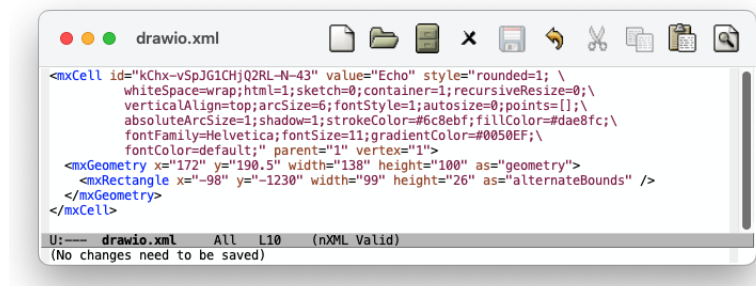 drawio.xml
<mxCell id="kChx-vSpJG1CHjQ2RL-N-43" value="Echo" style="rounded=1; \
whiteSpace=wrap;html=1;sketch=0;container=1;recursiveResize=0;\
verticalAlign=top;arcSize=6;fontStyle=1;autosize=0;points=[];\
absoluteArcSize=1;shadow=1;strokeColor=#6c8ebf;fillColor=#dae8fc;\
fontFamily=Helvetica;fontSize=11;gradientColor=#0050EF;\
fontColor=default;" parent="1" vertex="1">
<mxGeometry x="172" y="190.5" width="138" height="100" as="geometry">
<mxRectangle x="-98" y="-1230" width="99" height="26" as="alternateBounds" />
</mxGeometry>
</mxCell>
U:--- drawio.xml All L10 (nXML Valid)
(No changes need to be saved)